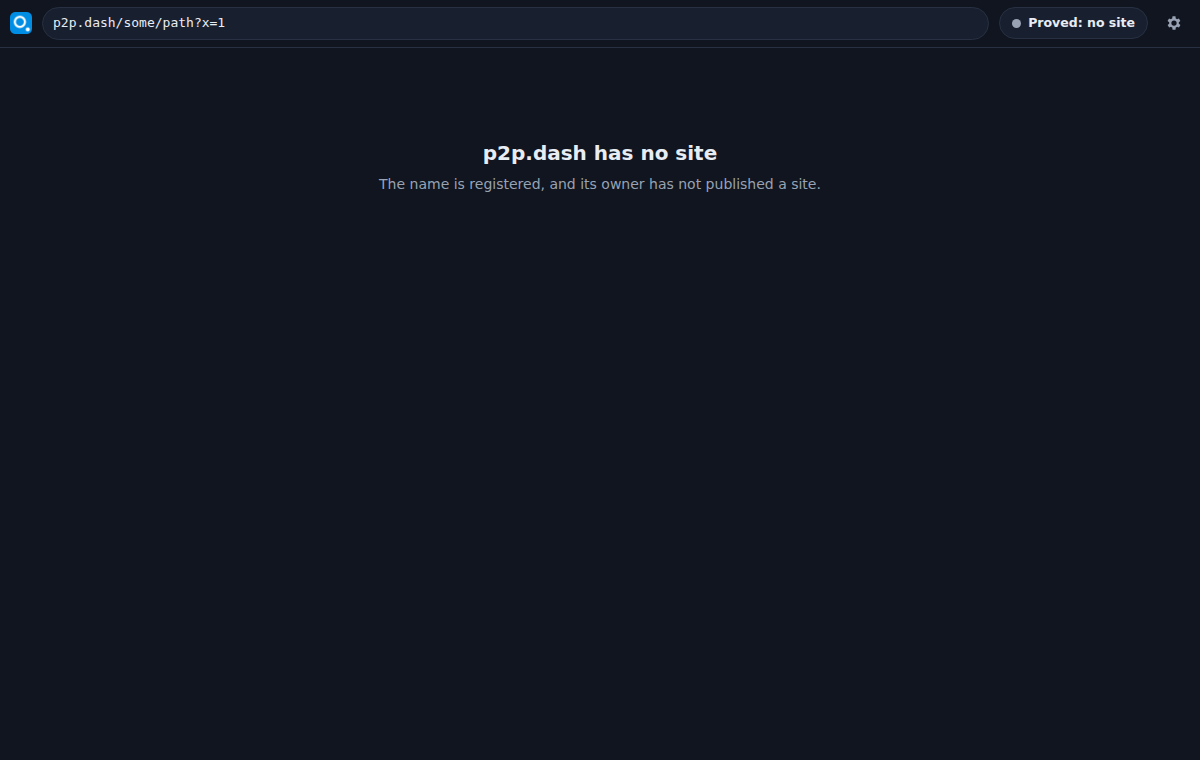 p2p.dash/some/path?x=1
Proved: no site
p2p.dash has no site
The name is registered, and its owner has not published a site.